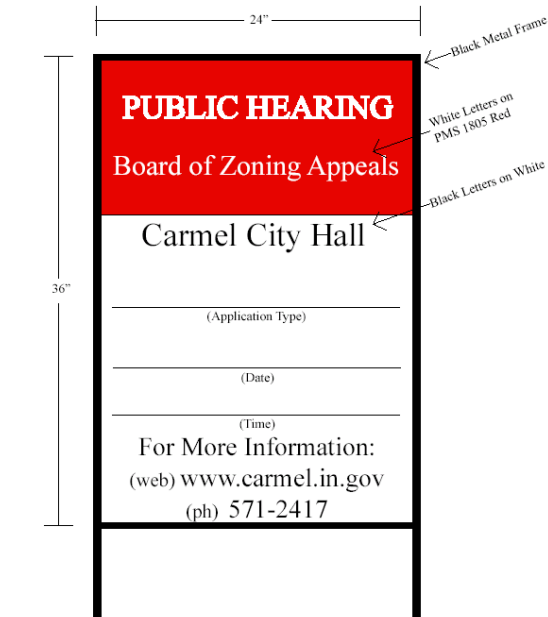 24”
Black Metal Frame
PUBLIC HEARING
White Letters on
PMS 1805 Red
Board of Zoning Appeals
Black Letters on White
Carmel City Hall
36”
(Application Type)
(Date)
(Time)
For More Information:
(web) www.carmel.in.gov
(ph) 571-2417